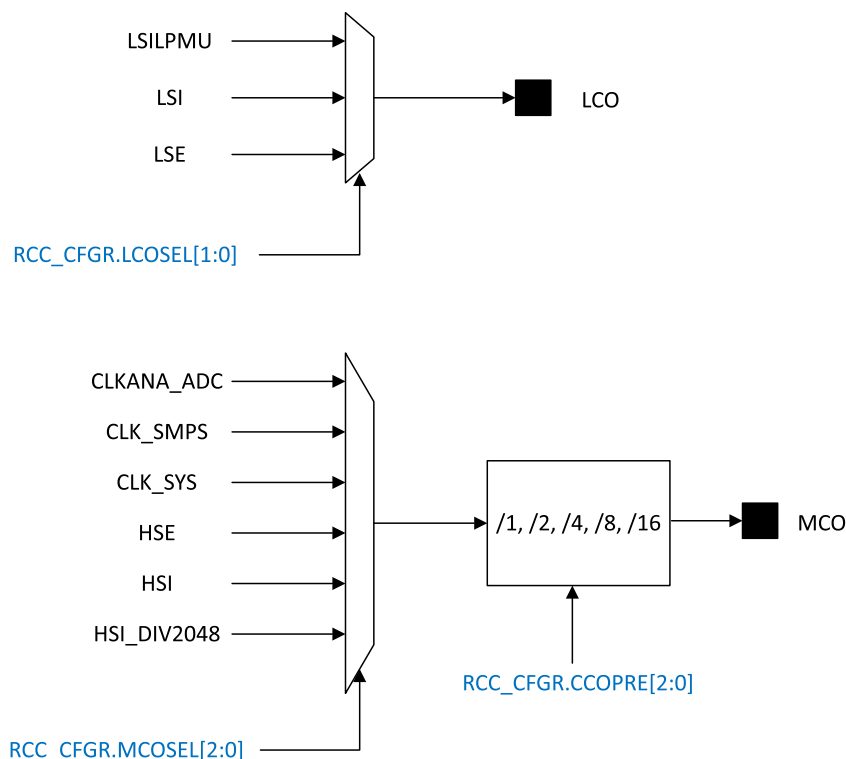 LSILPMU
LSI
LCO
LSE
RCC_CFGR.LCOSEL[1:0]
CLKANA_ADC
CLK_SMPS
CLK_SYS
HSE
/1, /2, /4, /8, /16
MCO
HSI
HSI_DIV2048
RCC_CFGR.CCOPRE[2:0]
RCC_CFGR.MCOSEL[2:0]